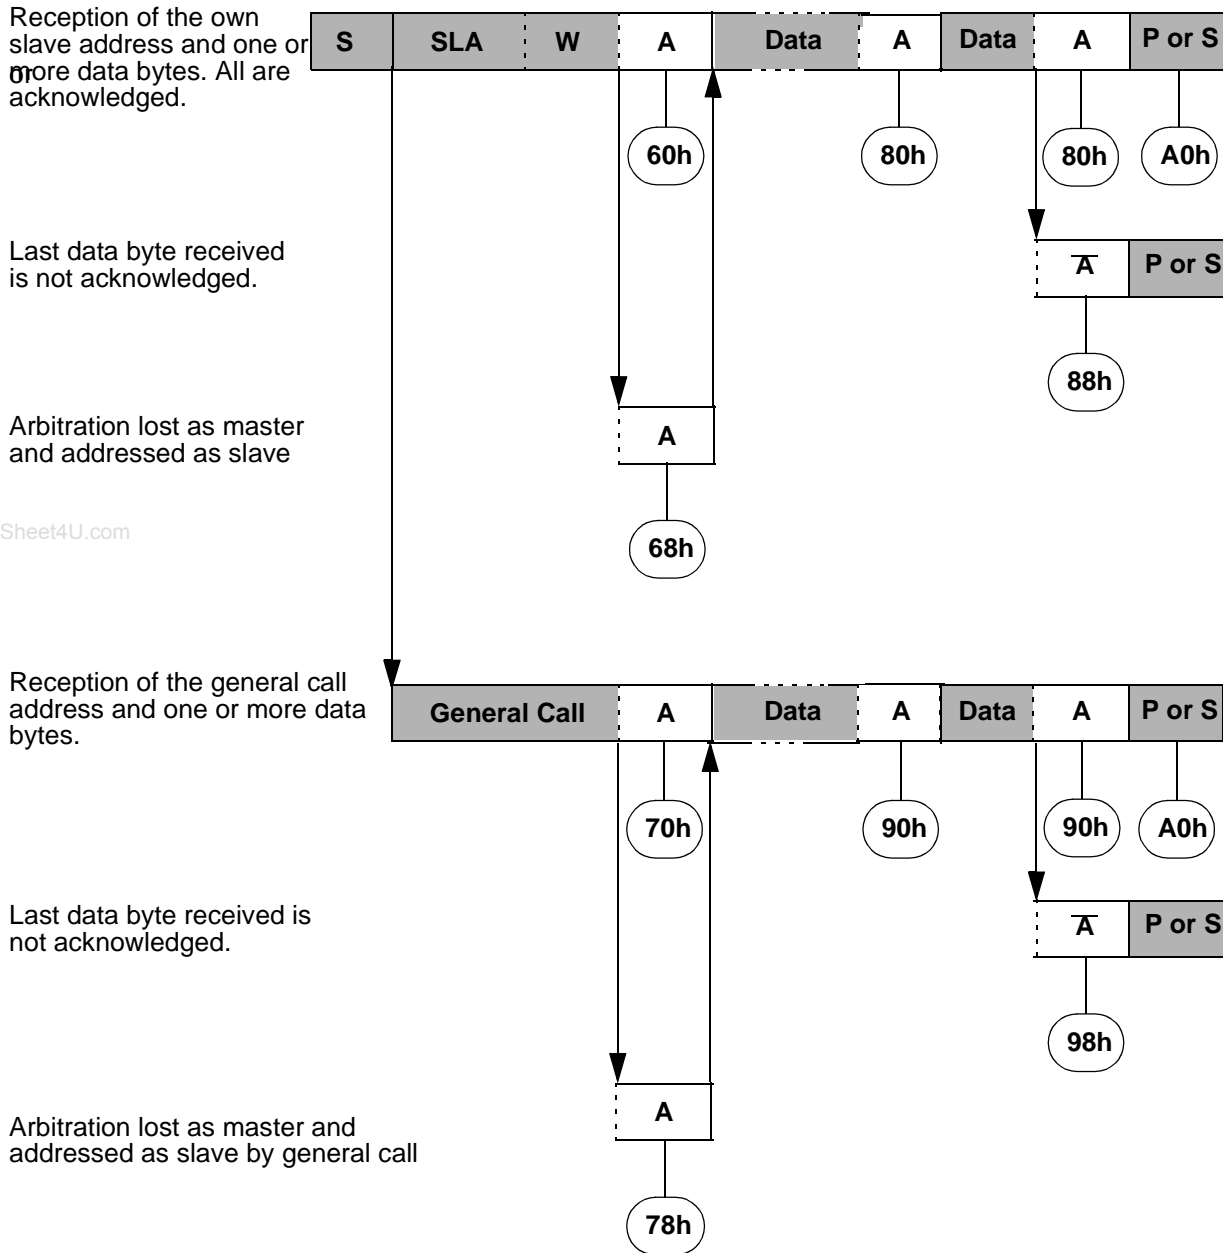 Reception of the own
slave address and one or
or
more data bytes. All are
acknowledged.
S SLA W A Data A Data A P or S
60h 80h 80h A0h
Last data byte received
is not acknowledged.
A̅ P or S
88h
Arbitration lost as master
and addressed as slave
A
68h
Sheet4U.com
Reception of the general call
address and one or more data
bytes.
General Call A Data A Data A P or S
70h 90h 90h A0h
Last data byte received is
not acknowledged.
A̅ P or S
98h
Arbitration lost as master and
addressed as slave by general call
A
78h